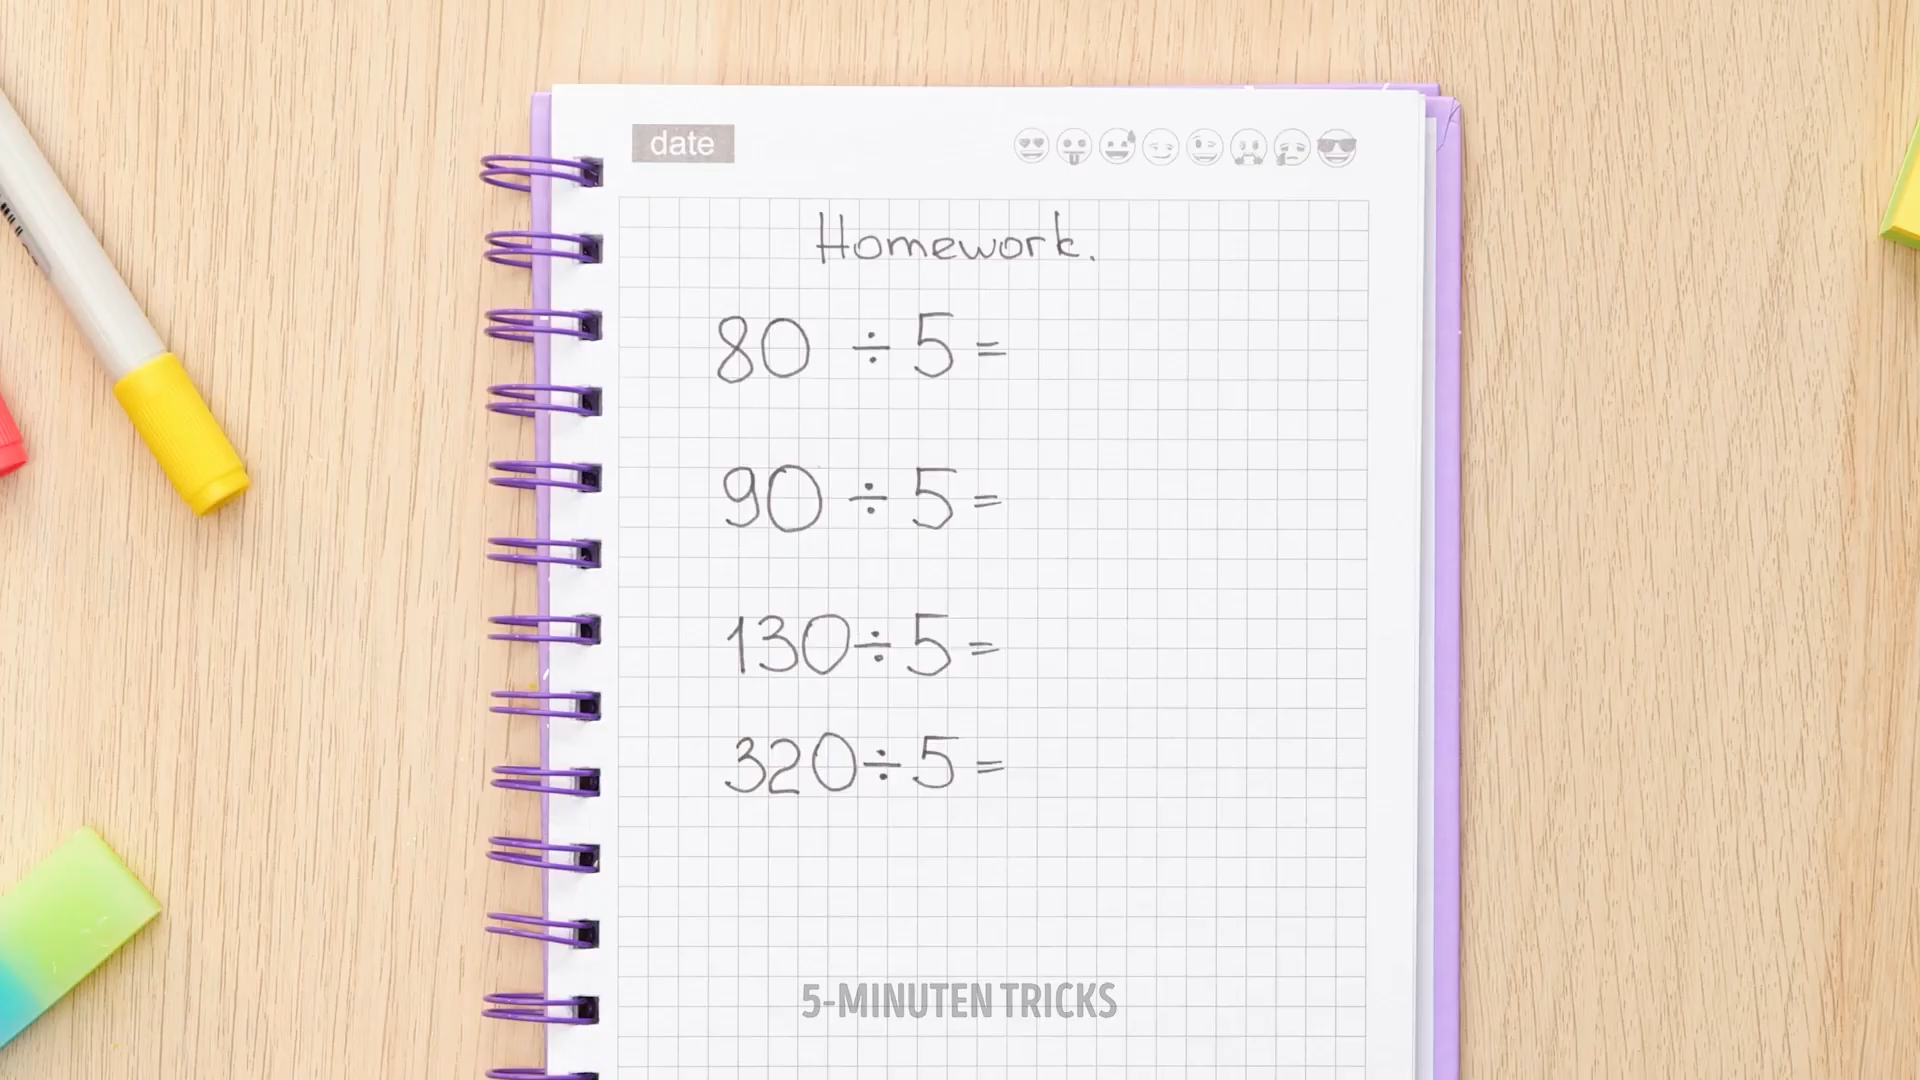 date
Homework.
80 ÷ 5 =
90 ÷ 5 =
130 ÷ 5 =
320 ÷ 5 =
5-MINUTEN TRICKS